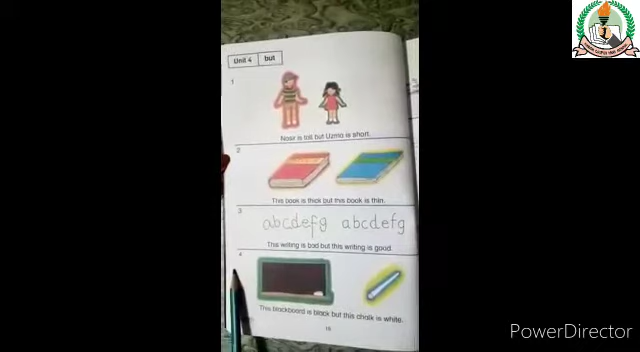 Unit 4 but
1
Nasir is tall but Uzma is short.
2
This book is thick but this book is thin.
3
abcdefg abcdefg
This writing is bad but this writing is good.
4
This blackboard is black but this chalk is white.
PowerDirector